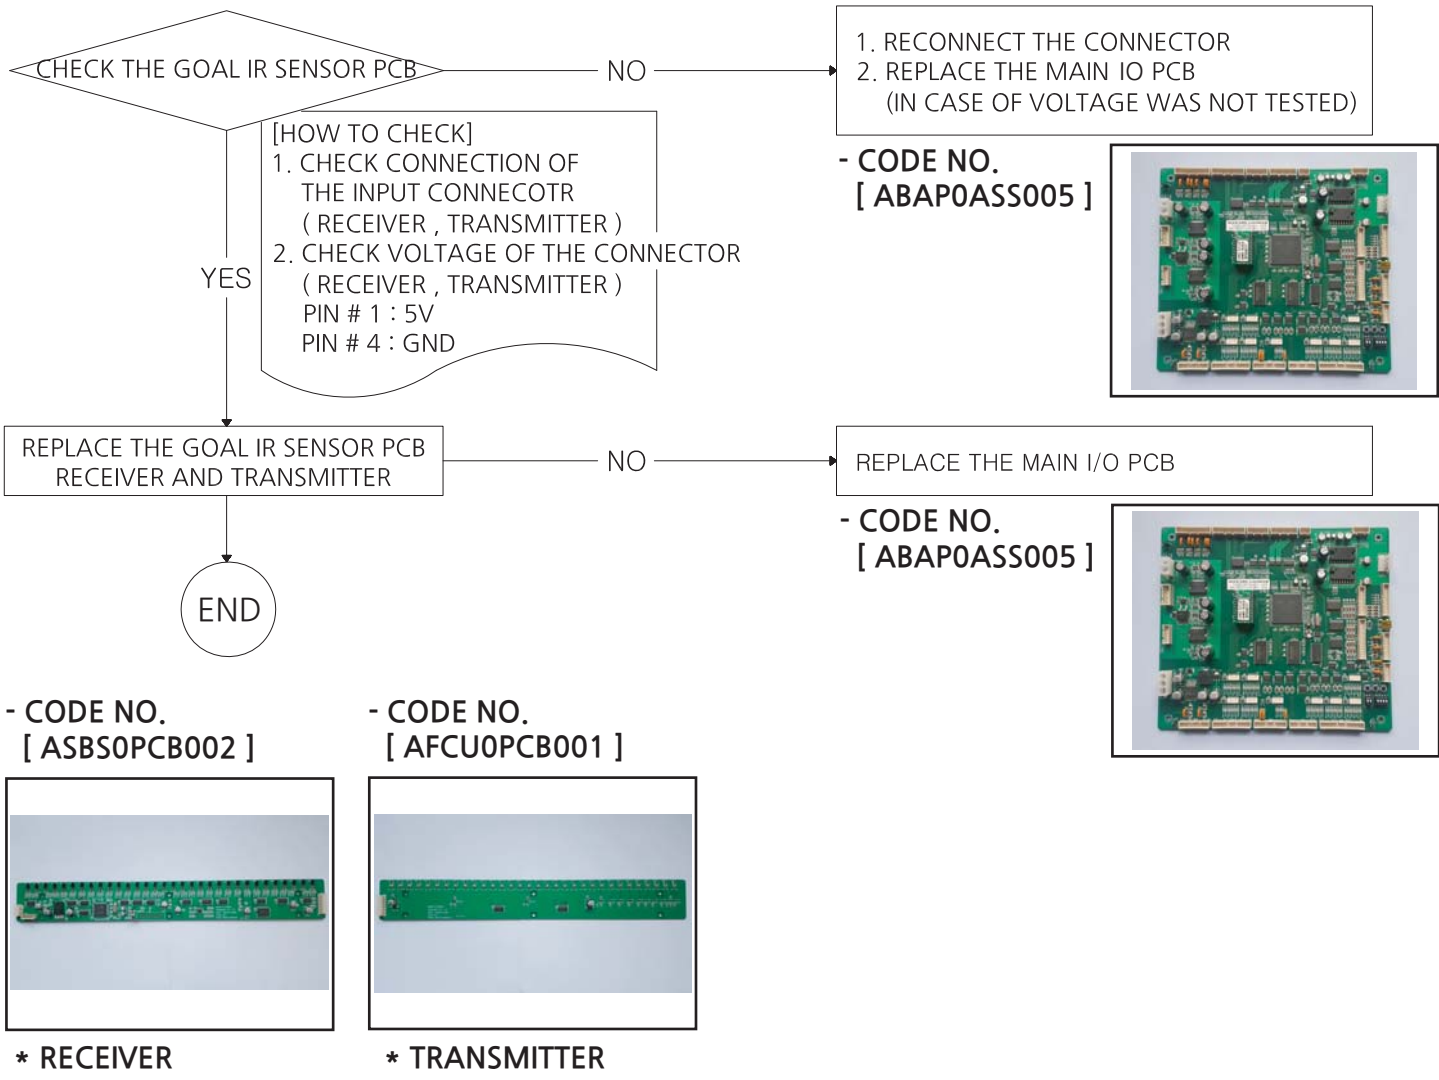 CHECK THE GOAL IR SENSOR PCB
NO
1. RECONNECT THE CONNECTOR
2. REPLACE THE MAIN IO PCB
(IN CASE OF VOLTAGE WAS NOT TESTED)
[HOW TO CHECK]
1. CHECK CONNECTION OF
THE INPUT CONNECOTR
( RECEIVER , TRANSMITTER )
2. CHECK VOLTAGE OF THE CONNECTOR
( RECEIVER , TRANSMITTER )
PIN # 1 : 5V
PIN # 4 : GND
YES
- CODE NO.
[ ABAP0ASS005 ]
REPLACE THE GOAL IR SENSOR PCB
RECEIVER AND TRANSMITTER
NO
REPLACE THE MAIN I/O PCB
- CODE NO.
[ ABAP0ASS005 ]
END
- CODE NO.
[ ASBS0PCB002 ]
- CODE NO.
[ AFCU0PCB001 ]
* RECEIVER
* TRANSMITTER